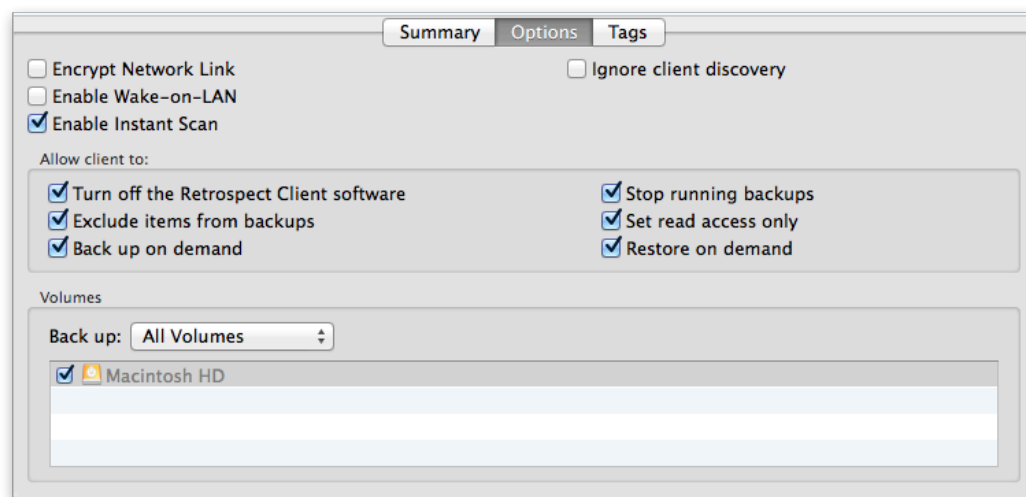 Summary Options Tags
Encrypt Network Link Ignore client discovery
Enable Wake-on-LAN
Enable Instant Scan
Allow client to:
Turn off the Retrospect Client software Stop running backups
Exclude items from backups Set read access only
Back up on demand Restore on demand
Volumes
Back up: All Volumes
Macintosh HD